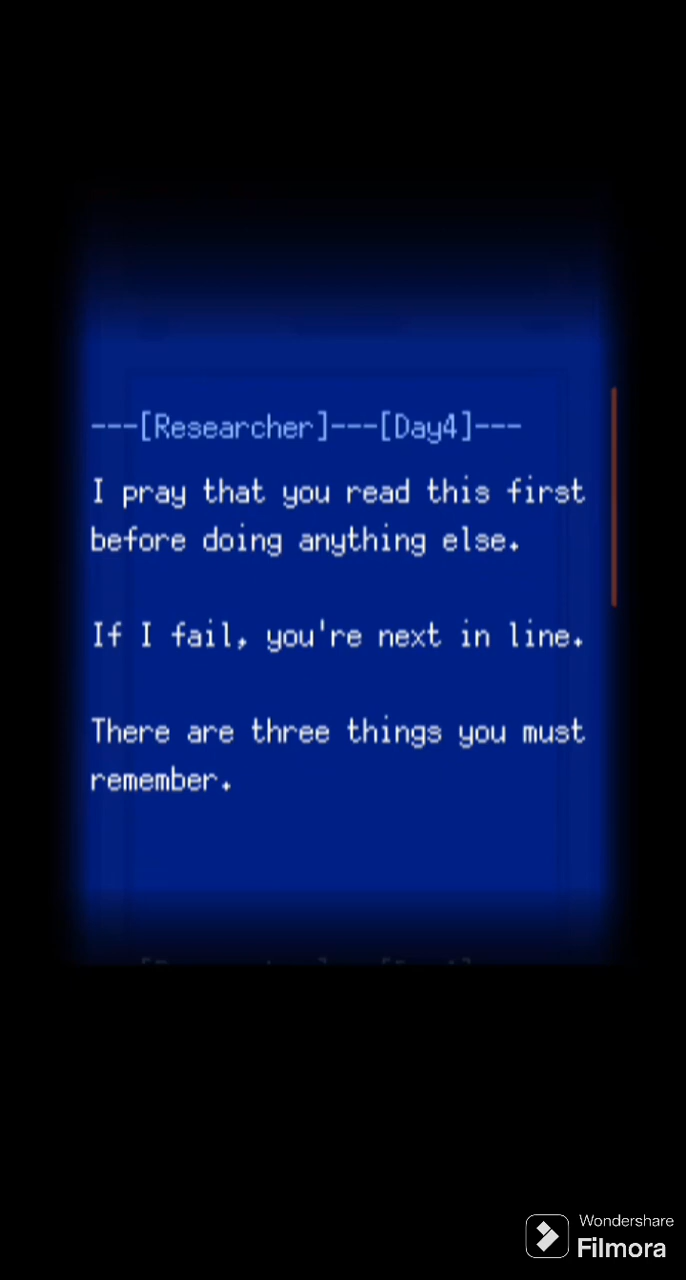 ---[Researcher]---[Day4]---
I pray that you read this first
before doing anything else.
If I fail, you're next in line.
There are three things you must
remember.
Wondershare
Filmora